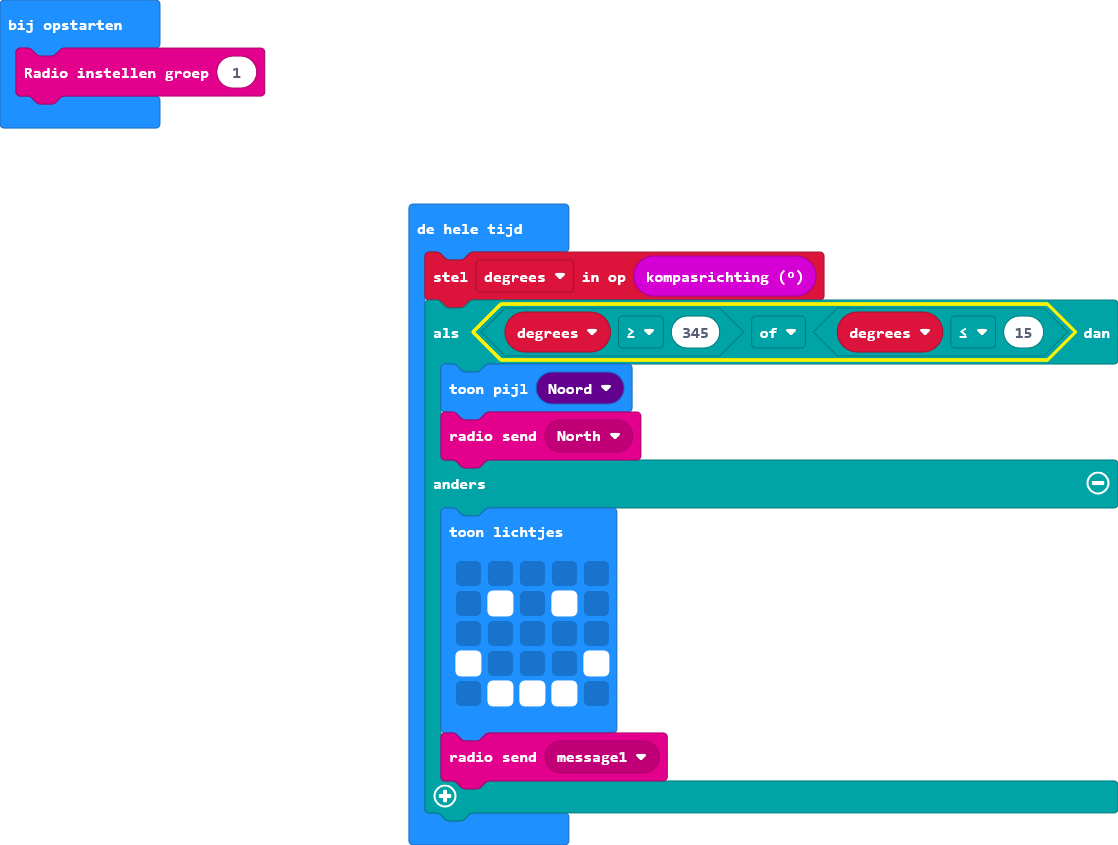 bij opstarten
Radio instellen groep 1
de hele tijd
stel degrees in op kompasrichting (º)
als degrees ≥ 345 of degrees ≤ 15 dan
toon pijl Noord
radio send North
anders
toon lichtjes
radio send message1